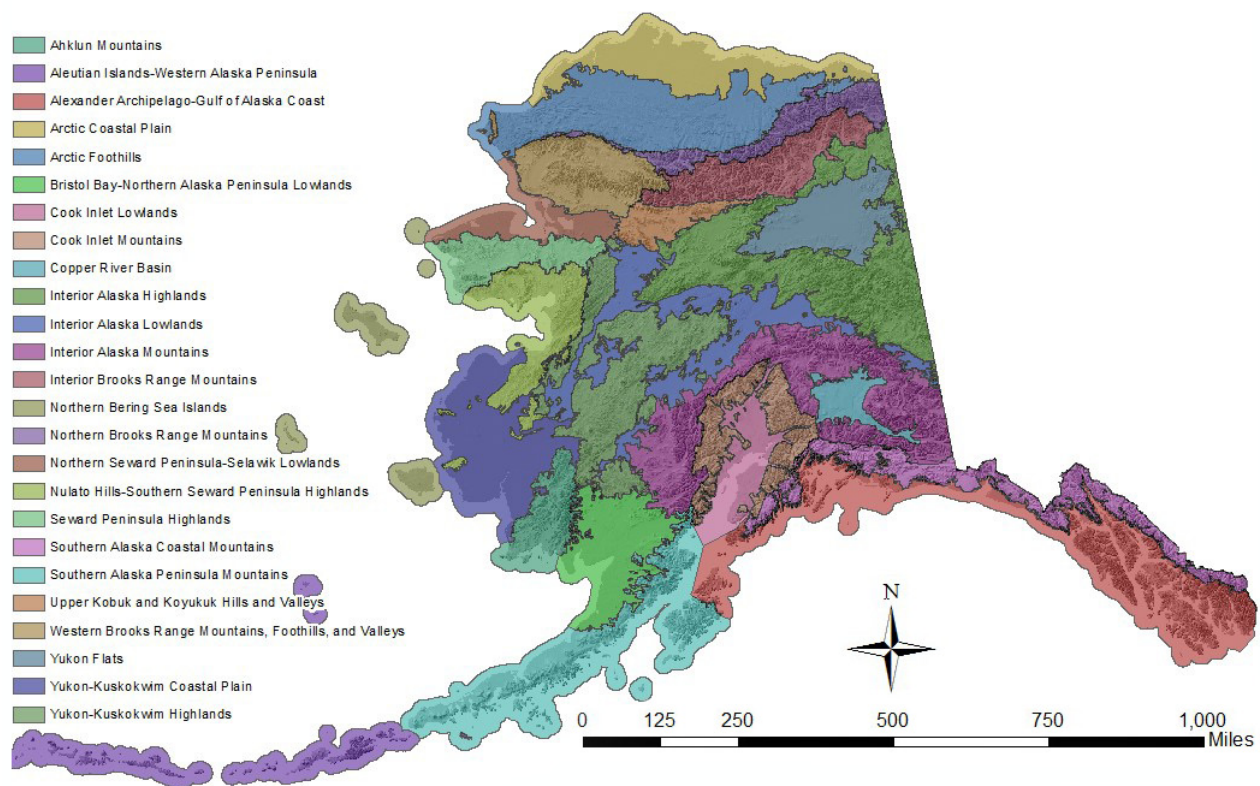 Ahklun Mountains
Aleutian Islands-Western Alaska Peninsula
Alexander Archipelago-Gulf of Alaska Coast
Arctic Coastal Plain
Arctic Foothills
Bristol Bay-Northern Alaska Peninsula Lowlands
Cook Inlet Lowlands
Cook Inlet Mountains
Copper River Basin
Interior Alaska Highlands
Interior Alaska Lowlands
Interior Alaska Mountains
Interior Brooks Range Mountains
Northern Bering Sea Islands
Northern Brooks Range Mountains
Northern Seward Peninsula-Selawik Lowlands
Nulato Hills-Southern Seward Peninsula Highlands
Seward Peninsula Highlands
Southern Alaska Coastal Mountains
Southern Alaska Peninsula Mountains
Upper Kobuk and Koyukuk Hills and Valleys
Western Brooks Range Mountains, Foothills, and Valleys
Yukon Flats
Yukon-Kuskokwim Coastal Plain
Yukon-Kuskokwim Highlands
N
0 125 250 500 750 1,000
Miles